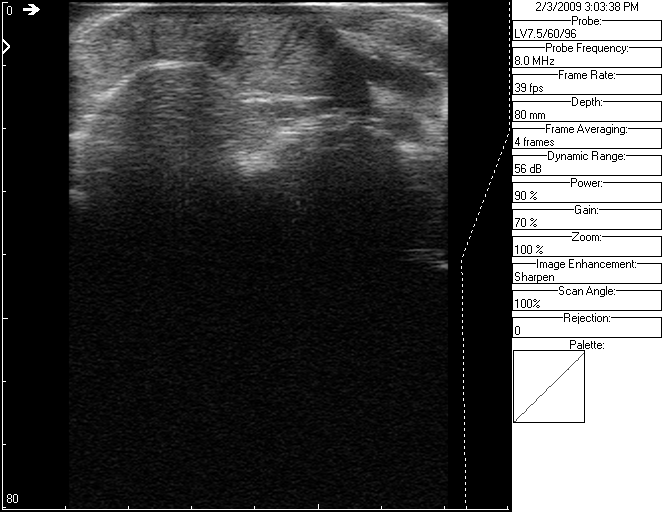 0
80
2/3/2009 3:03:38 PM
Probe:
LV7.5/60/96
Probe Frequency:
8.0 MHz
Frame Rate:
39 fps
Depth:
80 mm
Frame Averaging:
4 frames
Dynamic Range:
56 dB
Power:
90 %
Gain:
70 %
Zoom:
100 %
Image Enhancement:
Sharpen
Scan Angle:
100%
Rejection:
0
Palette: